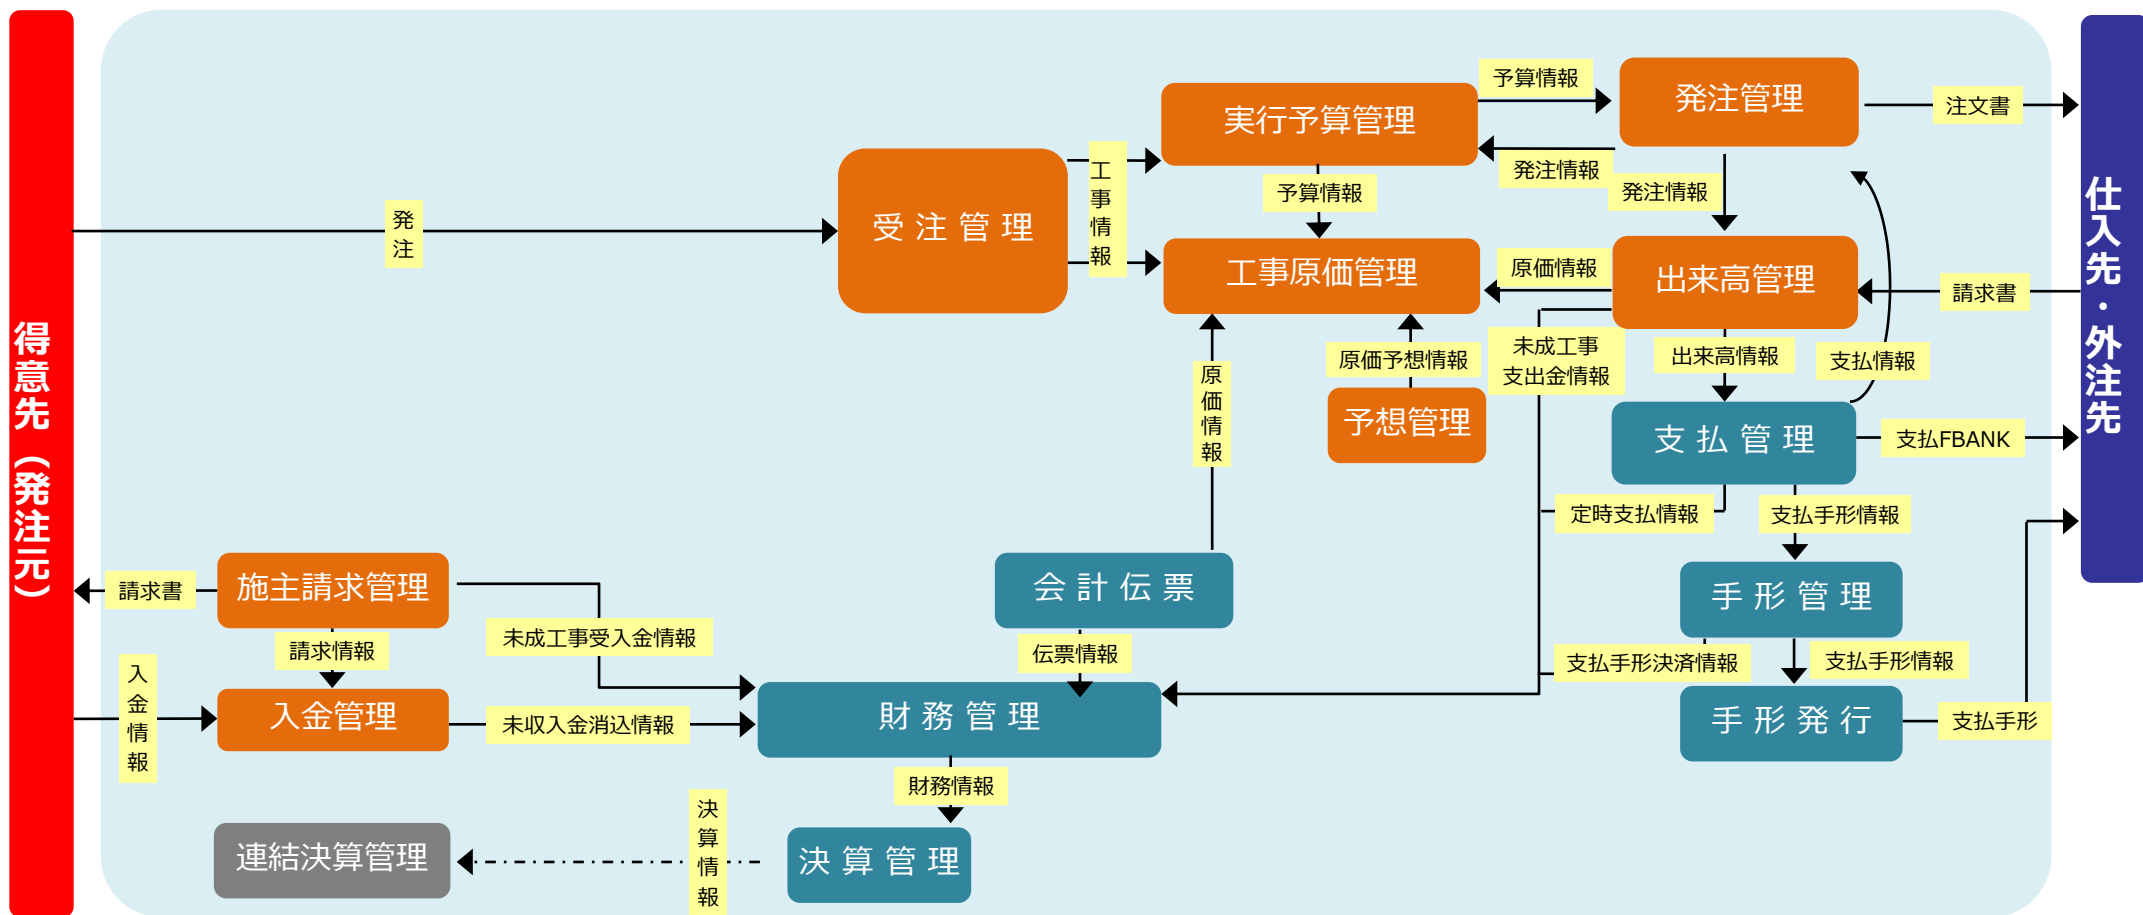 得意先（発注元）
発注
受注管理
工事情報
実行予算管理
予算情報
発注管理
注文書
発注情報
発注情報
予算情報
工事原価管理
原価情報
出来高管理
請求書
仕入先・外注先
未成工事
支出金情報
出来高情報
支払情報
原価予想情報
予想管理
原価情報
支払管理
支払FBANK
定時支払情報
支払手形情報
手形管理
支払手形決済情報
支払手形情報
手形発行
支払手形
施主請求管理
請求書
請求情報
未成工事受入金情報
会計伝票
伝票情報
入金情報
入金管理
未収入金消込情報
財務管理
財務情報
決算情報
連結決算管理
決算管理